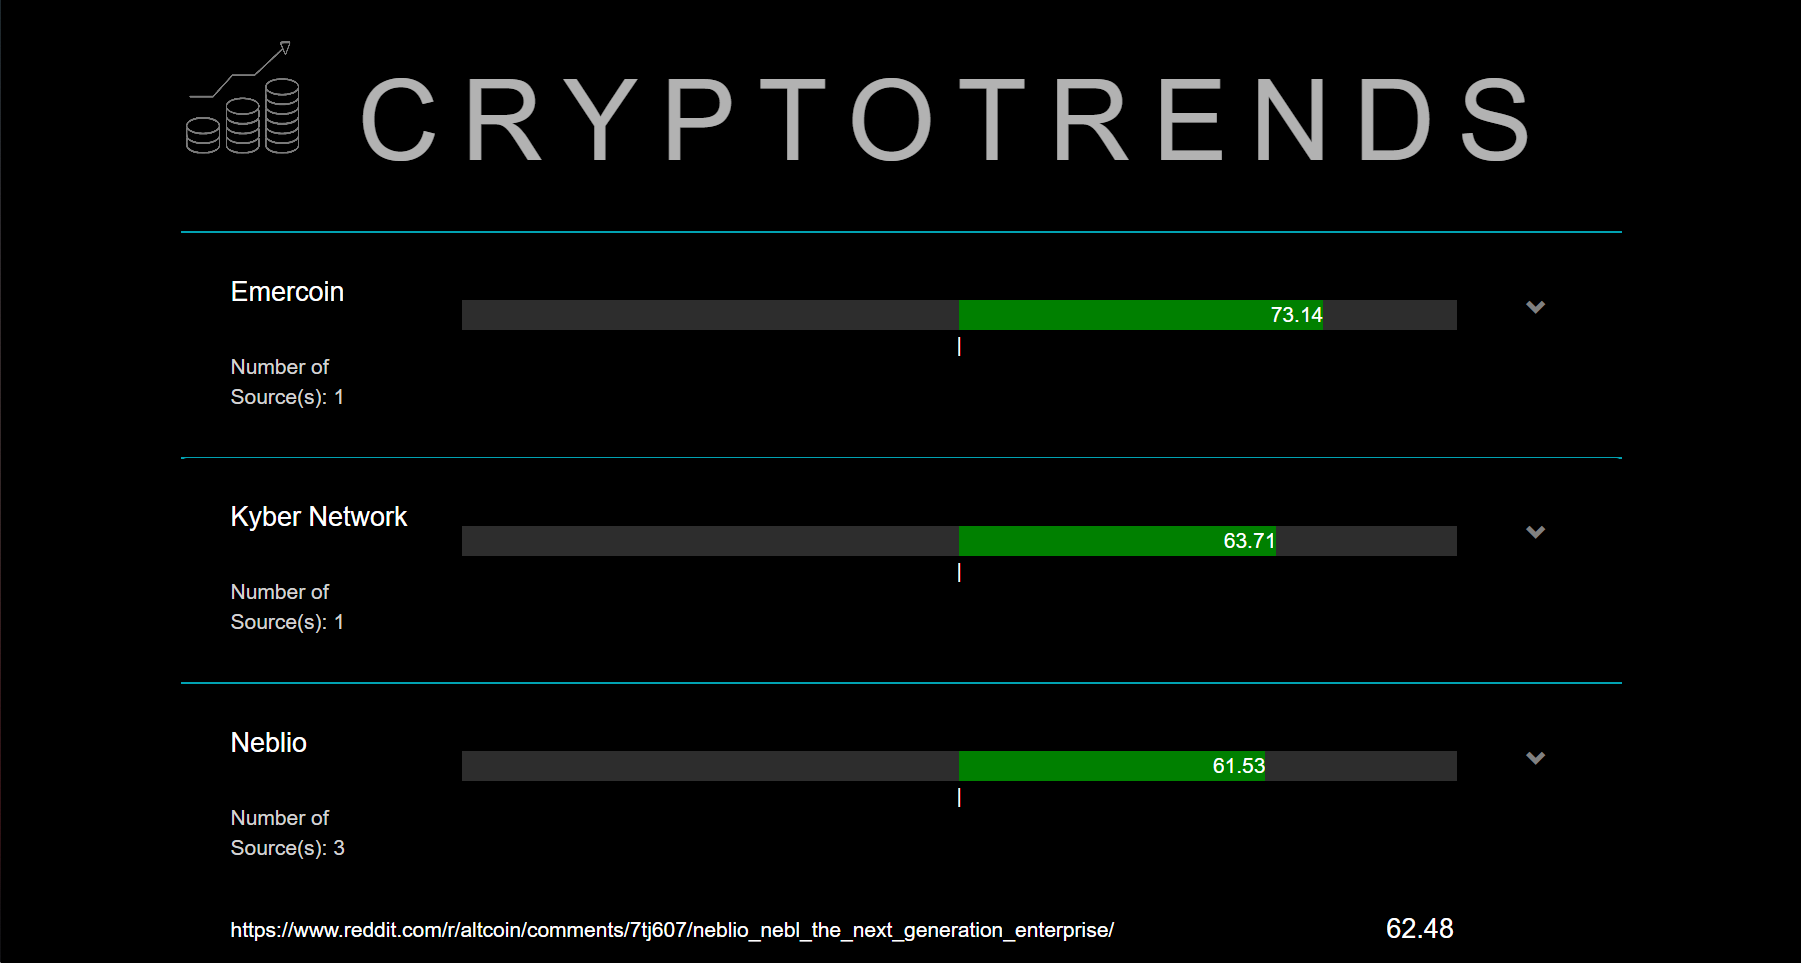 CRYPTOTRENDS
Emercoin
73.14
Number of
Source(s): 1
Kyber Network
63.71
Number of
Source(s): 1
Neblio
61.53
Number of
Source(s): 3
https://www.reddit.com/r/altcoin/comments/7tj607/neblio_nebl_the_next_generation_enterprise/ 62.48